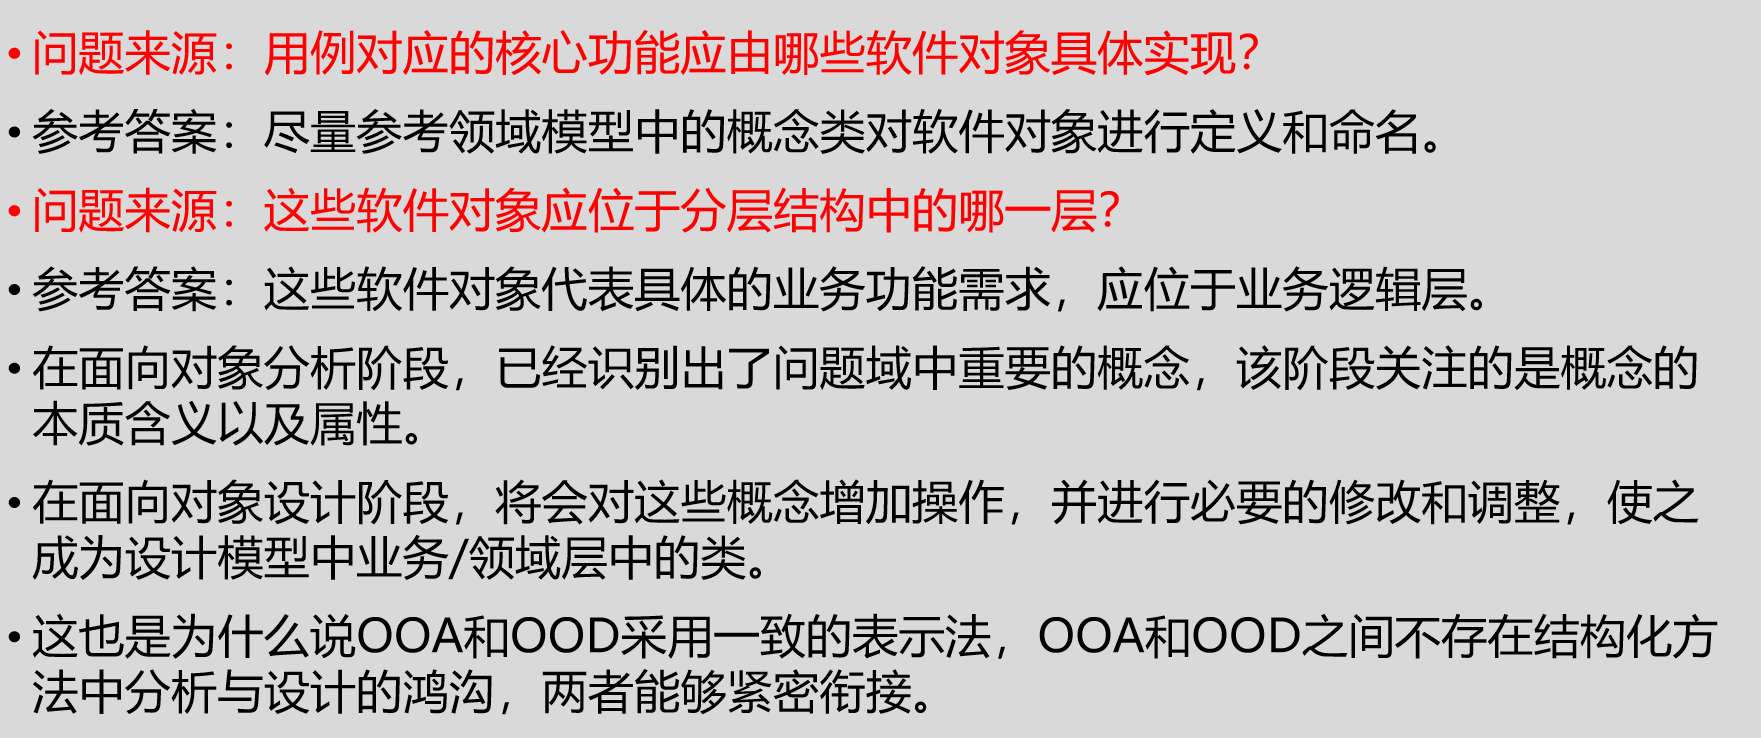 • 问题来源：用例对应的核心功能应由哪些软件对象具体实现？
• 参考答案：尽量参考领域模型中的概念类对软件对象进行定义和命名。
• 问题来源：这些软件对象应位于分层结构中的哪一层？
• 参考答案：这些软件对象代表具体的业务功能需求，应位于业务逻辑层。
• 在面向对象分析阶段，已经识别出了问题域中重要的概念，该阶段关注的是概念的
本质含义以及属性。
• 在面向对象设计阶段，将会对这些概念增加操作，并进行必要的修改和调整，使之
成为设计模型中业务/领域层中的类。
• 这也是为什么说OOA和OOD采用一致的表示法，OOA和OOD之间不存在结构化方
法中分析与设计的鸿沟，两者能够紧密衔接。